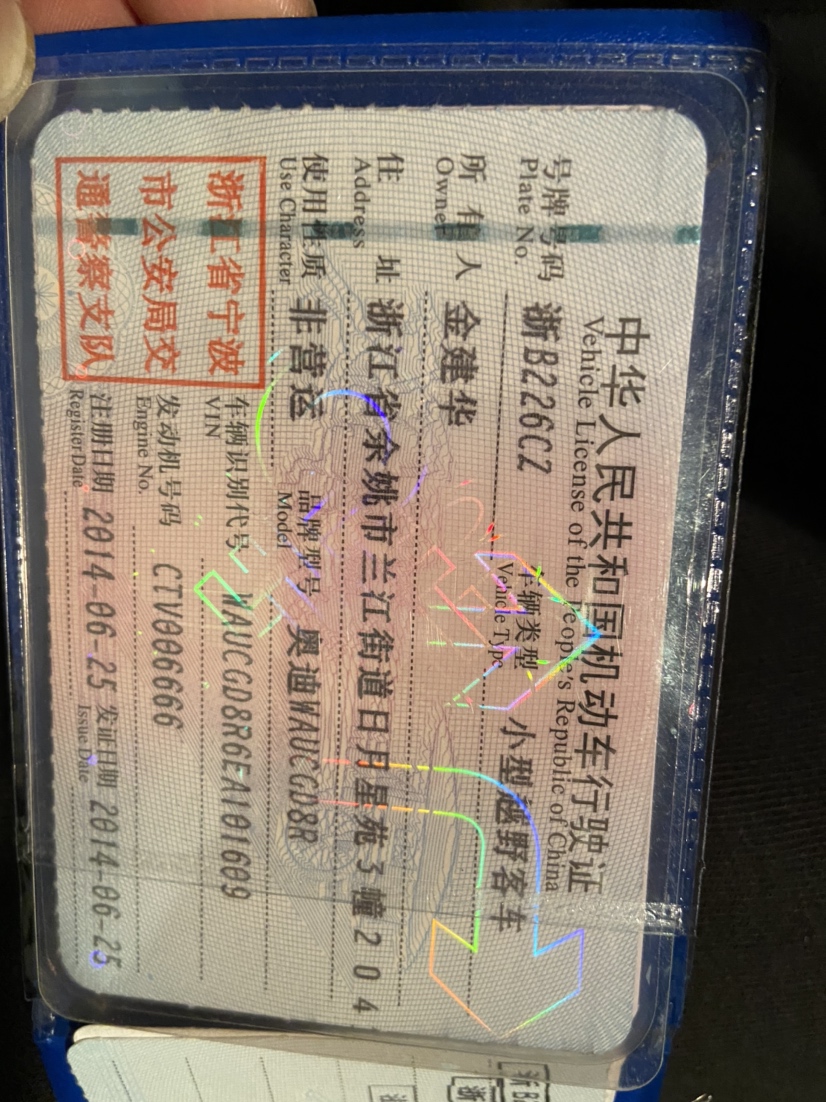 中华人民共和国机动车行驶证
Vehicle License of the People's Republic of China
号牌号码 浙B226CZ 车辆类型 小型越野客车
Plate No. Vehicle Type
所有人 金建华
Owner
住址 浙江省余姚市兰江街道日月星苑3幢204
Address
使用性质 非营运 品牌型号 奥迪WAUCGD8R
Use Character Model
浙江省宁波
市公安局交
通警察支队
车辆识别代号 WAUCGD8R6EA101609
VIN
发动机号码 CTV006666
Engine No.
注册日期 2014-06-25 发证日期 2014-06-25
Register Date Issue Date